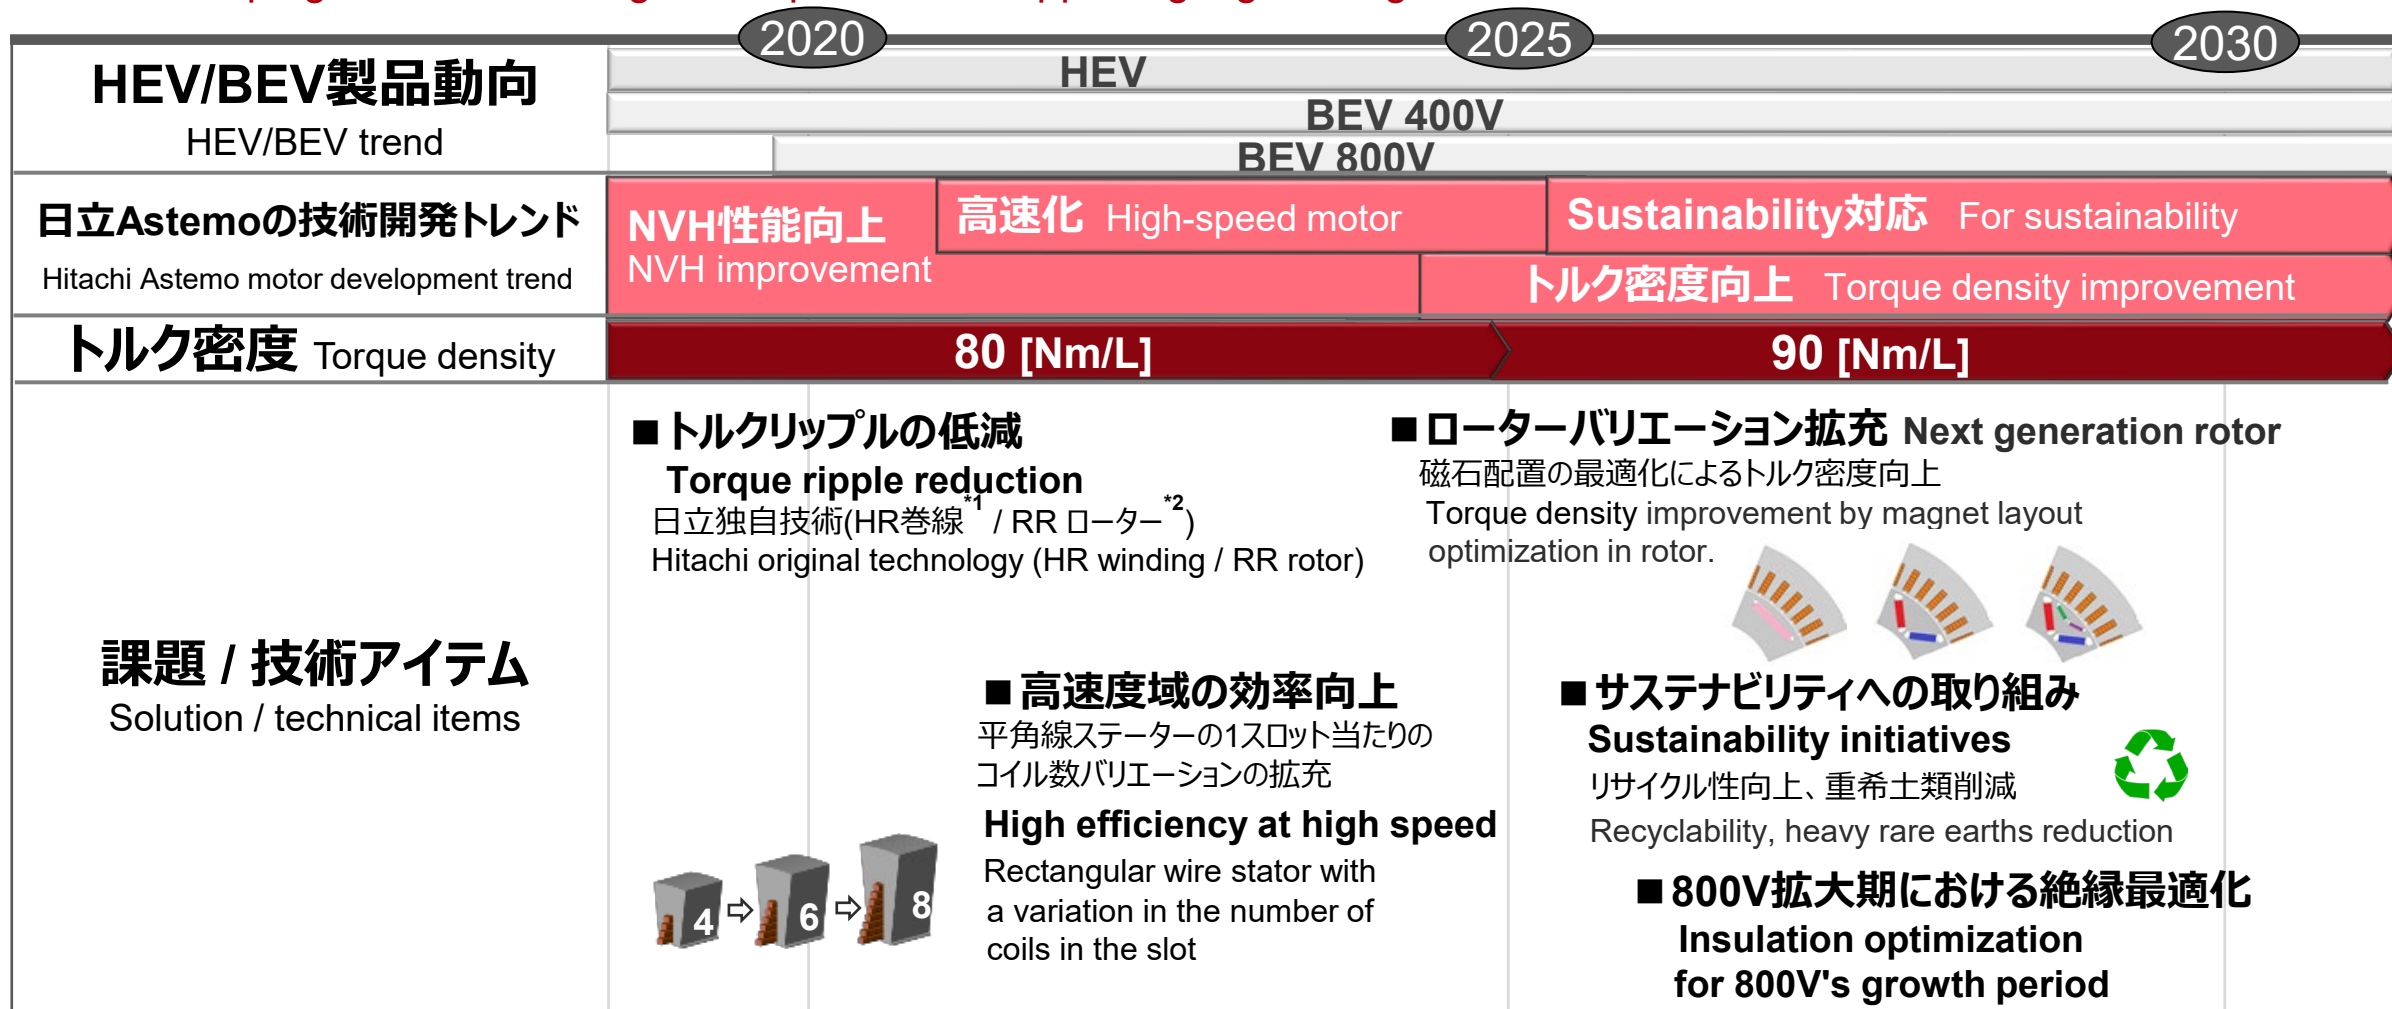 2020
2025
2030
HEV/BEV製品動向
HEV/BEV trend
HEV
BEV 400V
BEV 800V
日立Astemoの技術開発トレンド
Hitachi Astemo motor development trend
NVH性能向上
NVH improvement
高速化 High-speed motor
Sustainability対応 For sustainability
トルク密度向上 Torque density improvement
トルク密度 Torque density
80 [Nm/L]
90 [Nm/L]
課題 / 技術アイテム
Solution / technical items
■トルクリップルの低減
Torque ripple reduction
日立独自技術(HR巻線*1 / RR ローター*2)
Hitachi original technology (HR winding / RR rotor)
■ローターバリエーション拡充 Next generation rotor
磁石配置の最適化によるトルク密度向上
Torque density improvement by magnet layout
optimization in rotor.
■高速度域の効率向上
平角線ステーターの1スロット当たりの
コイル数バリエーションの拡充
High efficiency at high speed
Rectangular wire stator with
a variation in the number of
coils in the slot
4 ⇨ 6 ⇨ 8
■サステナビリティへの取り組み
Sustainability initiatives
リサイクル性向上、重希土類削減
Recyclability, heavy rare earths reduction
■800V拡大期における絶縁最適化
Insulation optimization
for 800V's growth period